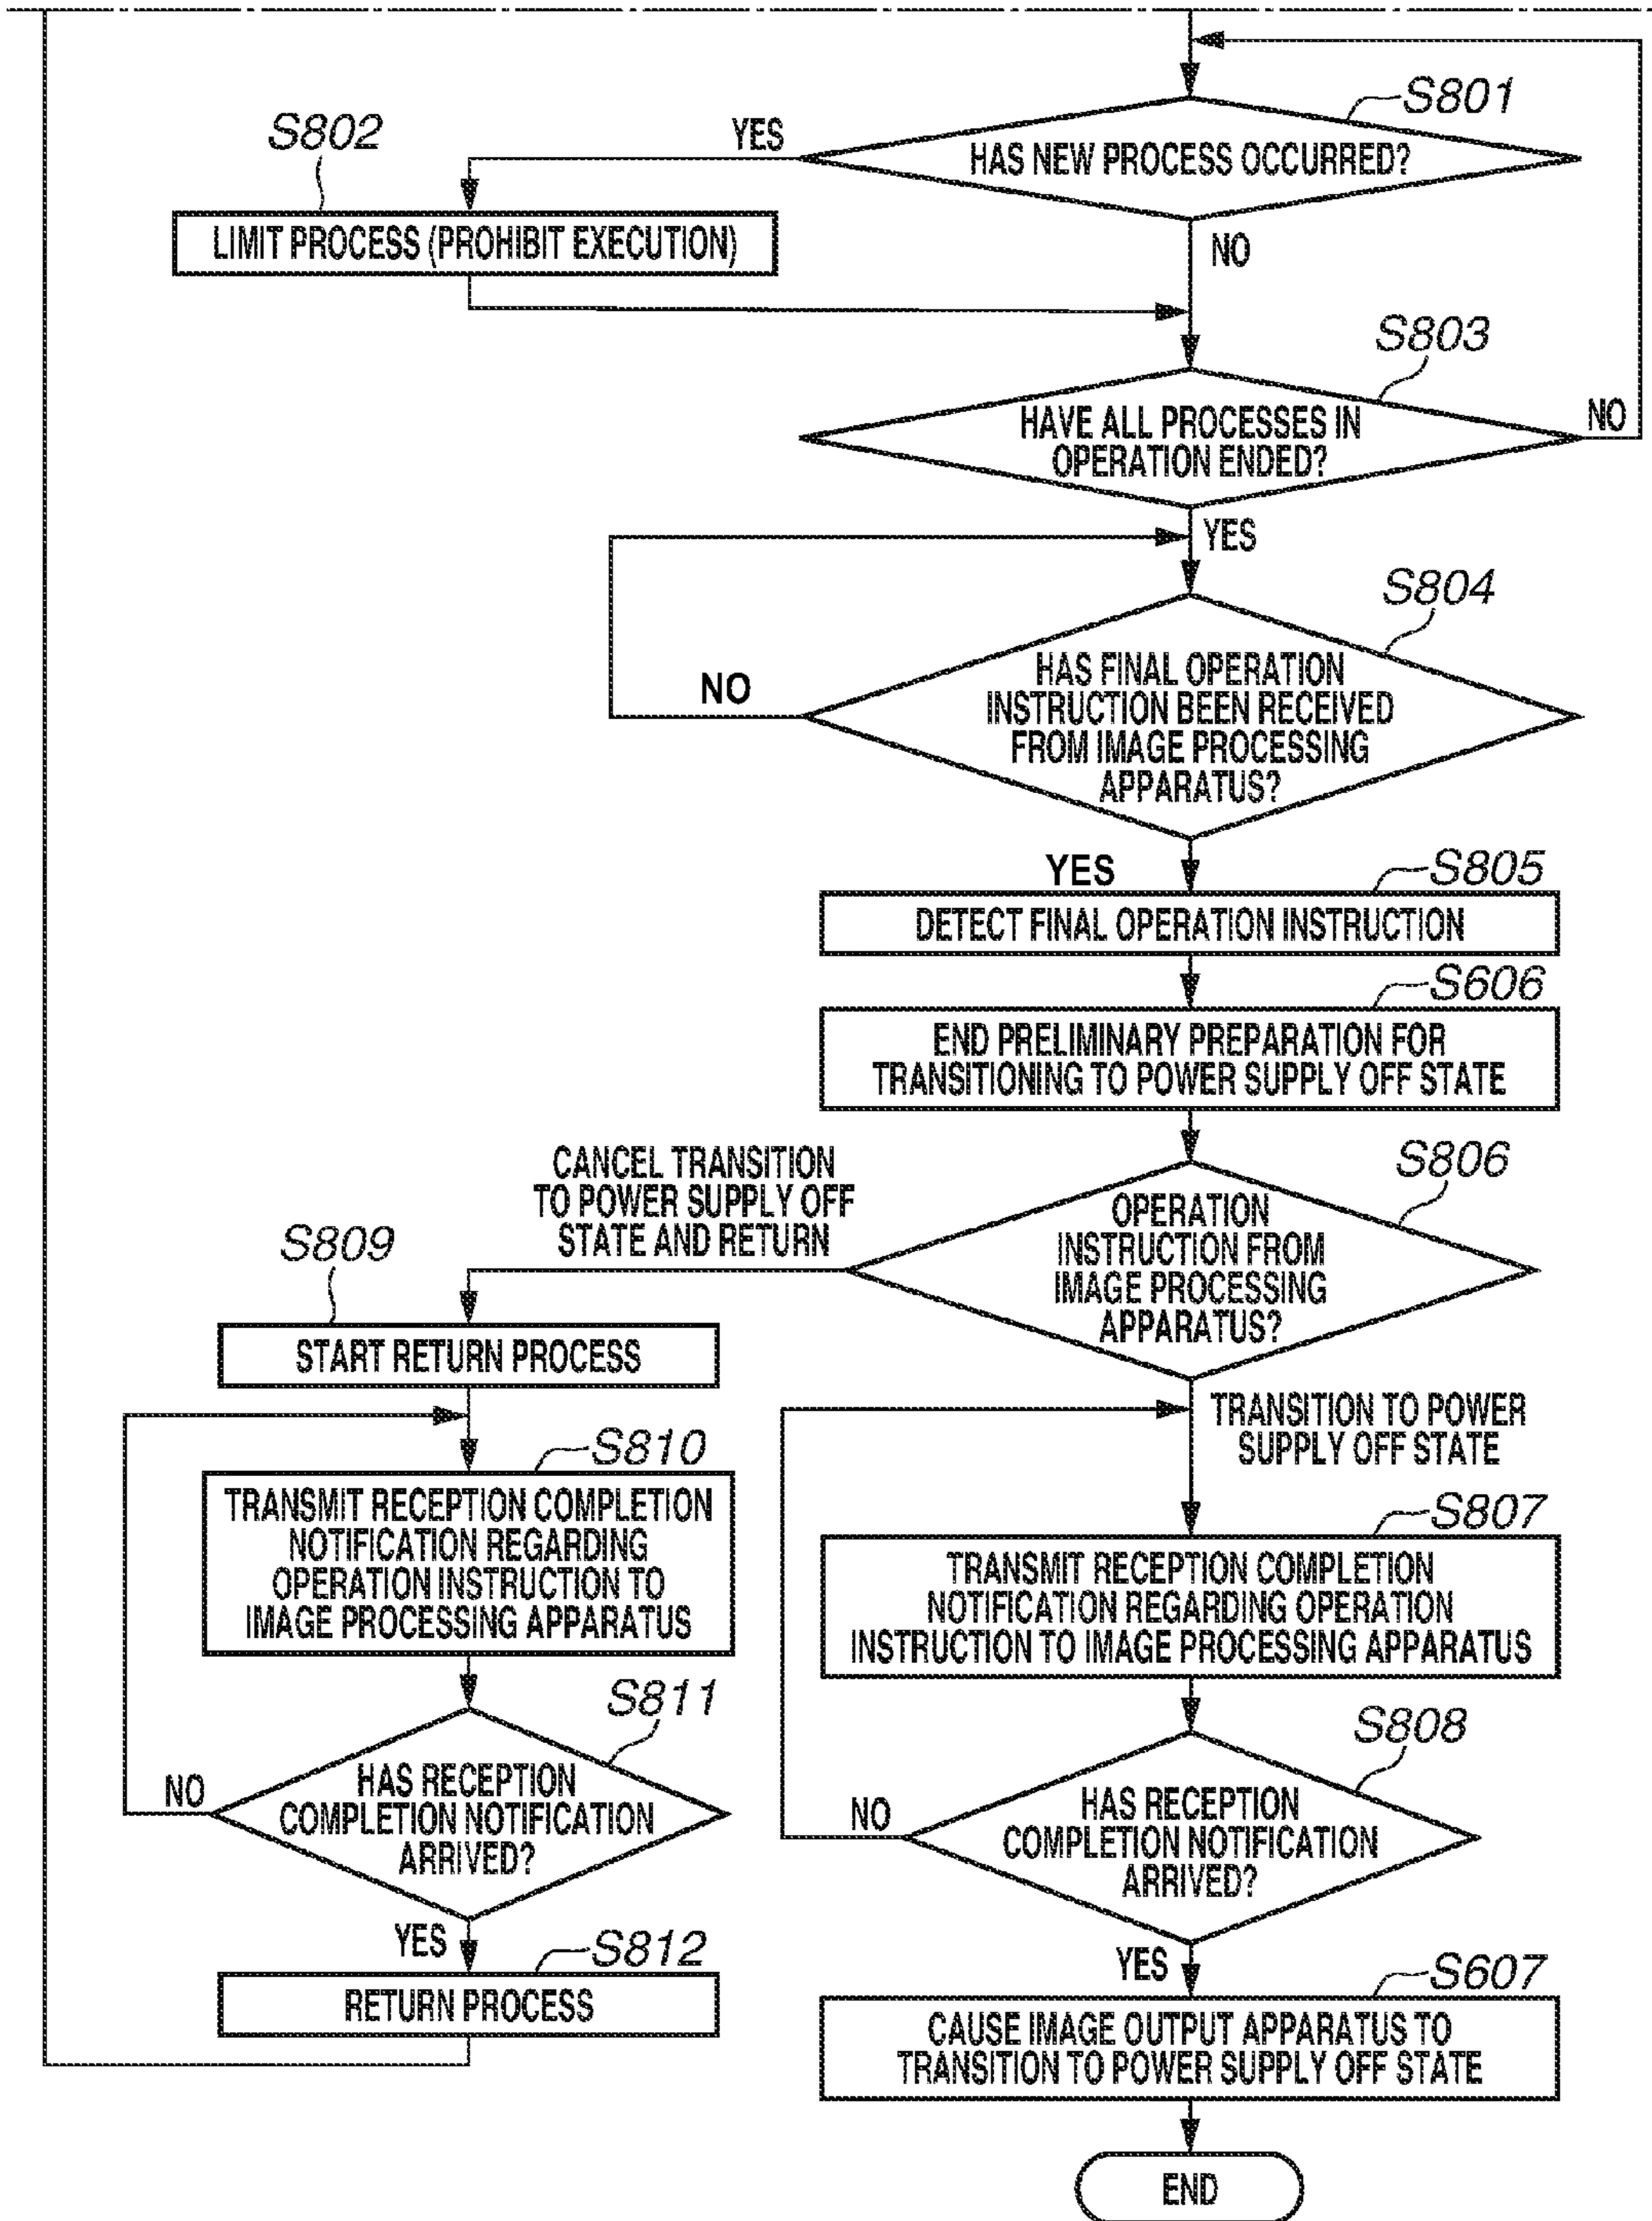 S801
HAS NEW PROCESS OCCURRED?
YES
S802
LIMIT PROCESS (PROHIBIT EXECUTION)
NO
S803
HAVE ALL PROCESSES IN
OPERATION ENDED?
NO
YES
S804
HAS FINAL OPERATION
INSTRUCTION BEEN RECEIVED
FROM IMAGE PROCESSING
APPARATUS?
NO
YES
S805
DETECT FINAL OPERATION INSTRUCTION
S606
END PRELIMINARY PREPARATION FOR
TRANSITIONING TO POWER SUPPLY OFF STATE
S806
OPERATION
INSTRUCTION FROM
IMAGE PROCESSING
APPARATUS?
CANCEL TRANSITION
TO POWER SUPPLY OFF
STATE AND RETURN
S809
START RETURN PROCESS
S810
TRANSMIT RECEPTION COMPLETION
NOTIFICATION REGARDING
OPERATION INSTRUCTION TO
IMAGE PROCESSING APPARATUS
S811
HAS RECEPTION
COMPLETION NOTIFICATION
ARRIVED?
NO
YES
S812
RETURN PROCESS
TRANSITION TO POWER
SUPPLY OFF STATE
S807
TRANSMIT RECEPTION COMPLETION
NOTIFICATION REGARDING OPERATION
INSTRUCTION TO IMAGE PROCESSING APPARATUS
S808
HAS RECEPTION
COMPLETION NOTIFICATION
ARRIVED?
NO
YES
S607
CAUSE IMAGE OUTPUT APPARATUS TO
TRANSITION TO POWER SUPPLY OFF STATE
END